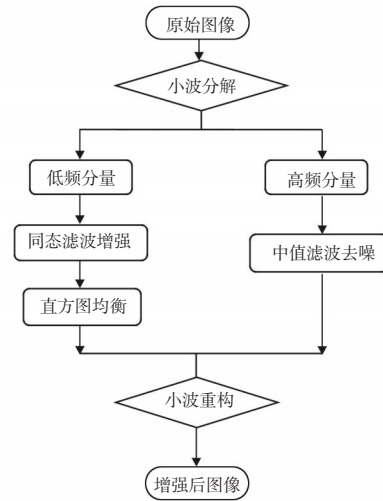 原始图像
小波分解
低频分量
高频分量
同态滤波增强
中值滤波去噪
直方图均衡
小波重构
增强后图像